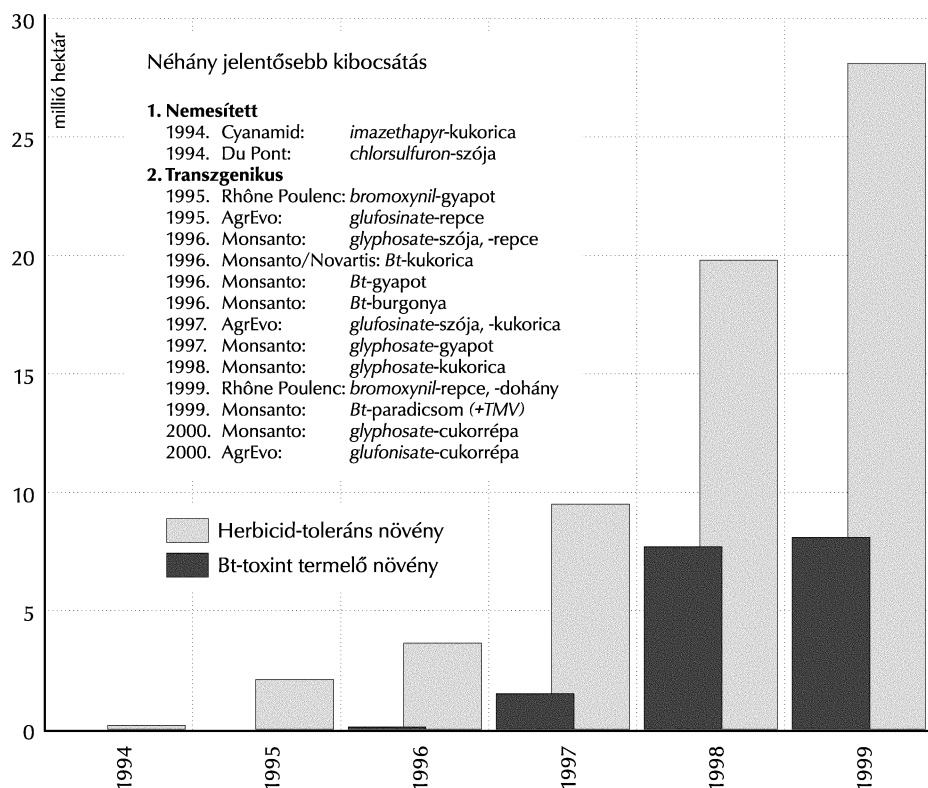 30
25
20
15
10
5
0
millió hektár
Néhány jelentősebb kibocsátás
1. Nemesített
1994. Cyanamid: imazethapyr-kukorica
1994. Du Pont: chlorsulfuron-szója
2. Transzgenikus
1995. Rhône Poulenc: bromoxynil-gyapot
1995. AgrEvo: glufosinate-repce
1996. Monsanto: glyphosate-szója, -repce
1996. Monsanto/Novartis: Bt-kukorica
1996. Monsanto: Bt-gyapot
1996. Monsanto: Bt-burgonya
1997. AgrEvo: glufosinate-szója, -kukorica
1997. Monsanto: glyphosate-gyapot
1998. Monsanto: glyphosate-kukorica
1999. Rhône Poulenc: bromoxynil-repce, -dohány
1999. Monsanto: Bt-paradicsom (+TMV)
2000. Monsanto: glyphosate-cukorrépa
2000. AgrEvo: glufonisate-cukorrépa
Herbicid-toleráns növény
Bt-toxint termelő növény
1994
1995
1996
1997
1998
1999